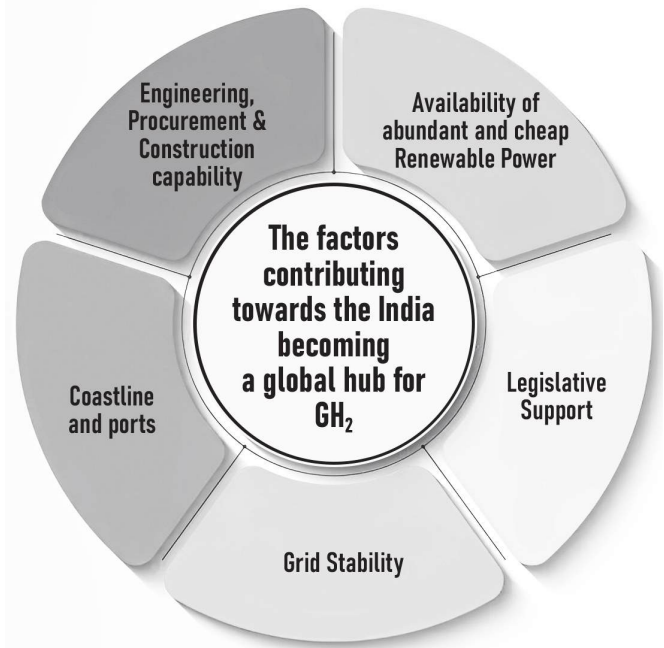 Engineering,
Procurement &
Construction
capability
Availability of
abundant and cheap
Renewable Power
The factors
contributing
towards the India
becoming
a global hub for
GH₂
Coastline
and ports
Legislative
Support
Grid Stability